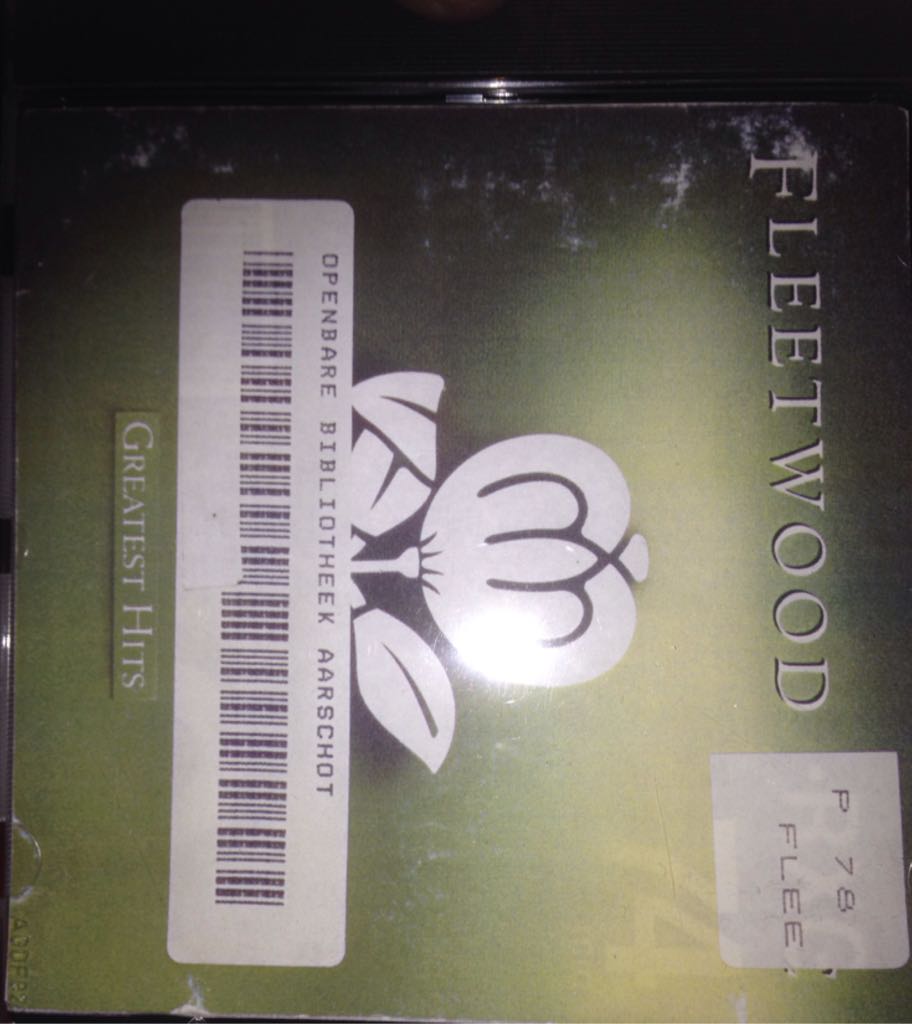 FLEETWOOD
P 78
FLEE
OPENBARE BIBLIOTHEEK AARSCHOT
GREATEST HITS